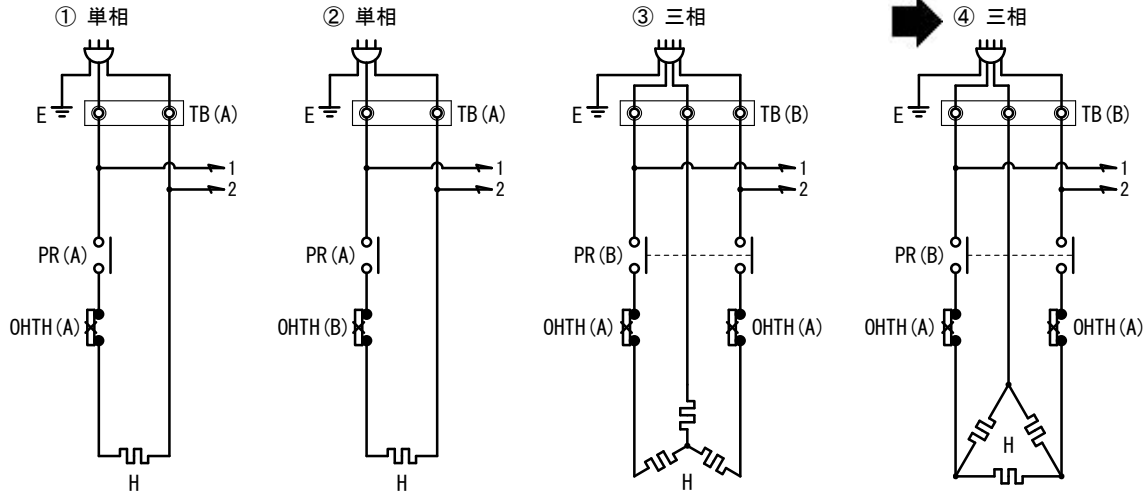 ① 単相
E
TB(A)
1
2
PR(A)
OHTH(A)
H
② 単相
E
TB(A)
1
2
PR(A)
OHTH(B)
H
③ 三相
E
TB(B)
1
2
PR(B)
OHTH(A)
OHTH(A)
H
④ 三相
E
TB(B)
1
2
PR(B)
OHTH(A)
OHTH(A)
H